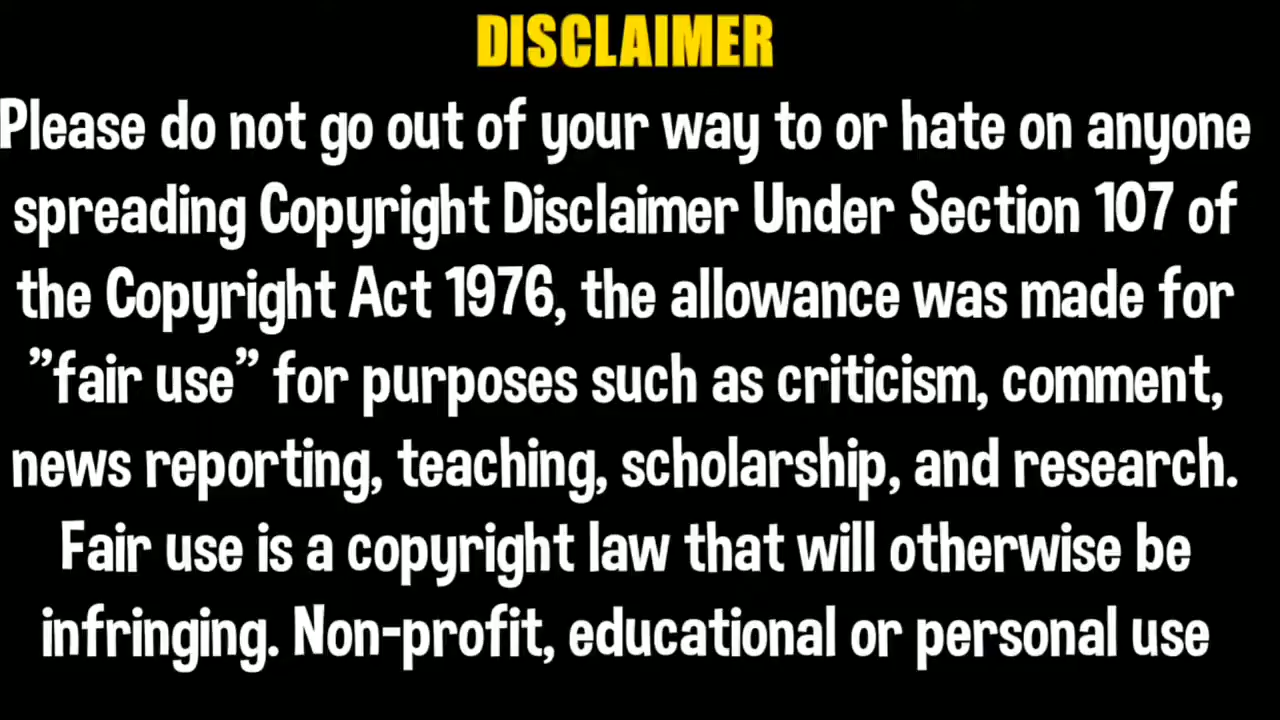 DISCLAIMER
Please do not go out of your way to or hate on anyone
spreading Copyright Disclaimer Under Section 107 of
the Copyright Act 1976, the allowance was made for
”fair use” for purposes such as criticism, comment,
news reporting, teaching, scholarship, and research.
Fair use is a copyright law that will otherwise be
infringing. Non-profit, educational or personal use